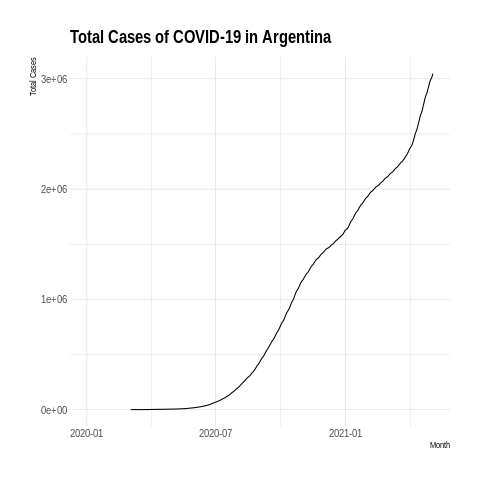 Total Cases of COVID-19 in Argentina
Total Cases
3e+06
2e+06
1e+06
0e+00
2020-01 2020-07 2021-01
Month